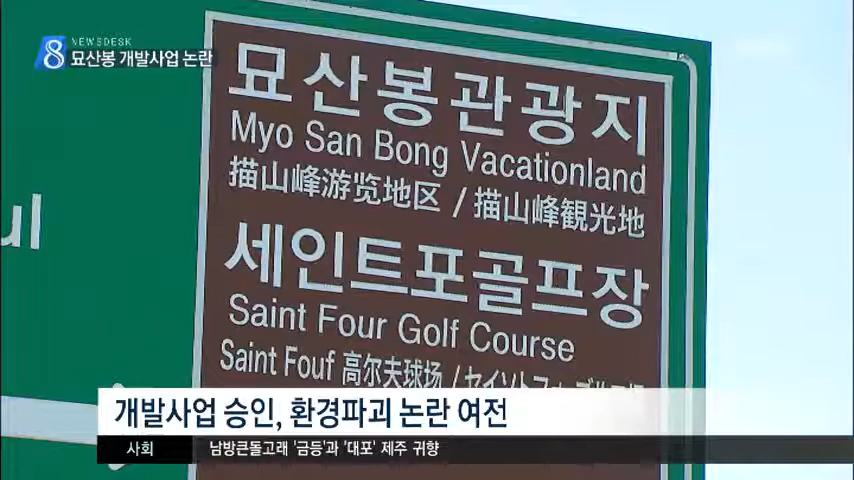 NEWSDESK
8 묘산봉 개발사업 논란
묘산봉관광지
Myo San Bong Vacationland
描山峰游览地区 / 描山峰観光地
ul
세인트포골프장
Saint Four Golf Course
Saint Fouf 高尔夫球场 /
개발사업 승인, 환경파괴 논란 여전
사회 남방큰돌고래 '금등'과 '대포' 제주 귀향